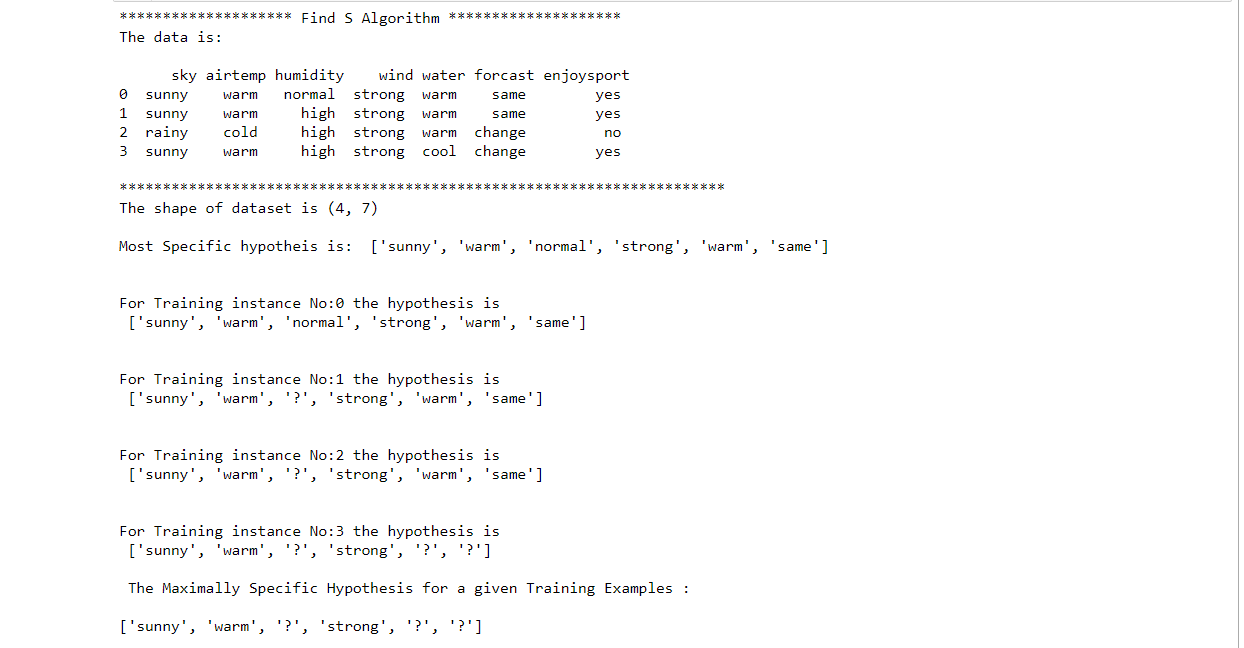 ******************** Find S Algorithm ********************
The data is:
sky airtemp humidity wind water forcast enjoysport
0 sunny warm normal strong warm same yes
1 sunny warm high strong warm same yes
2 rainy cold high strong warm change no
3 sunny warm high strong cool change yes
**********************************************************************
The shape of dataset is (4, 7)
Most Specific hypotheis is: ['sunny', 'warm', 'normal', 'strong', 'warm', 'same']
For Training instance No:0 the hypothesis is
['sunny', 'warm', 'normal', 'strong', 'warm', 'same']
For Training instance No:1 the hypothesis is
['sunny', 'warm', '?', 'strong', 'warm', 'same']
For Training instance No:2 the hypothesis is
['sunny', 'warm', '?', 'strong', 'warm', 'same']
For Training instance No:3 the hypothesis is
['sunny', 'warm', '?', 'strong', '?', '?']
The Maximally Specific Hypothesis for a given Training Examples :
['sunny', 'warm', '?', 'strong', '?', '?']